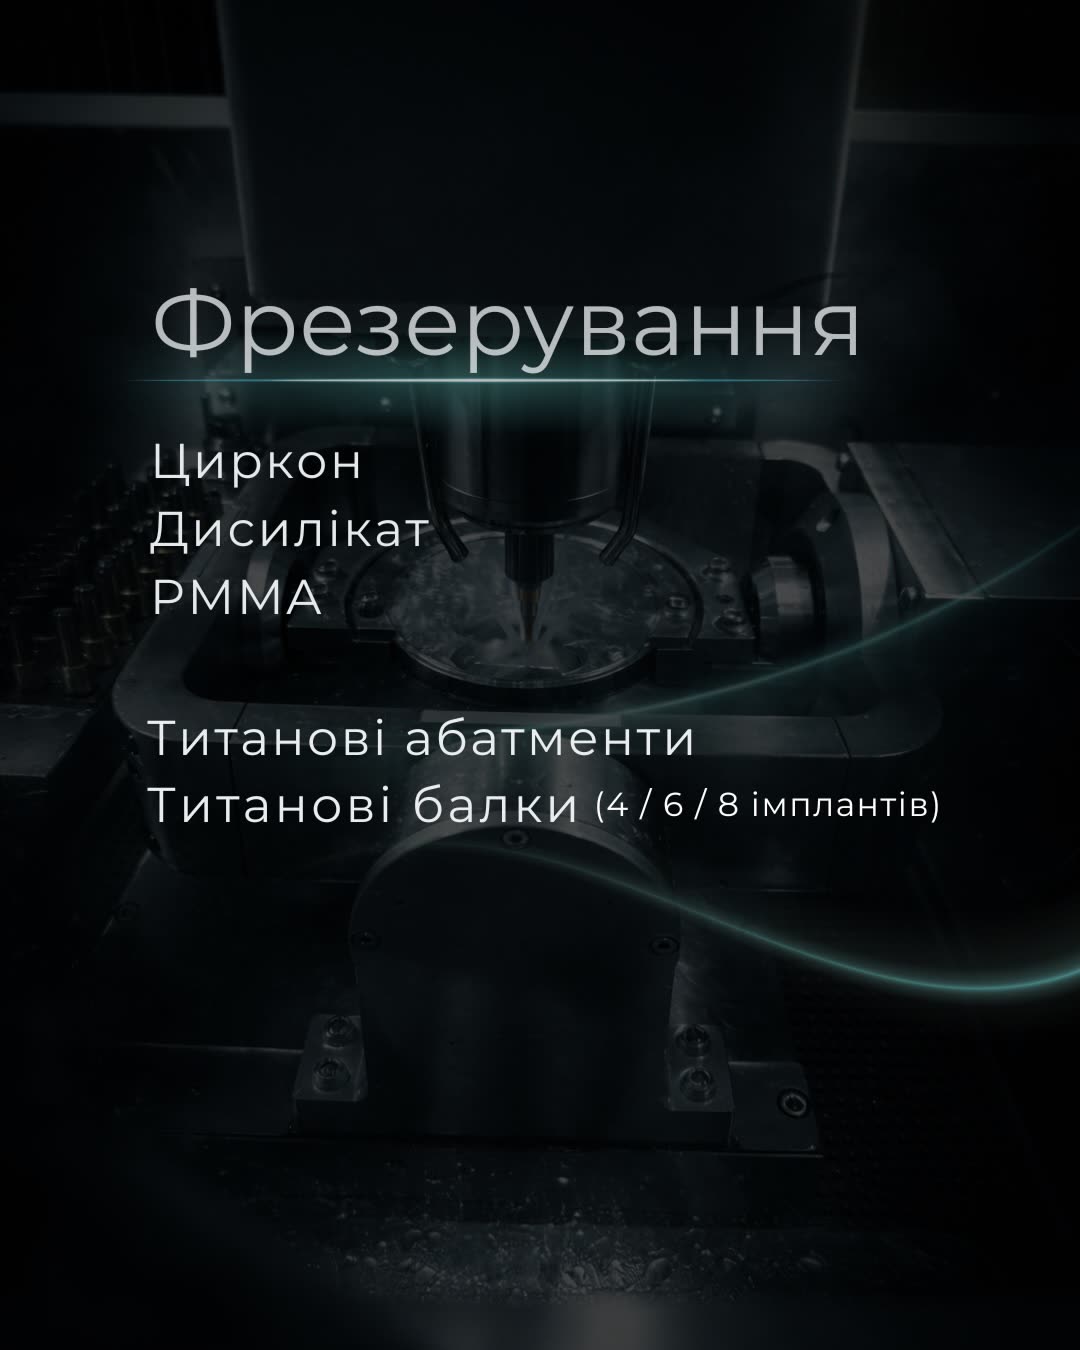 Фрезерування
Циркон
Дисилікат
PMMA
Титанові абатменти
Титанові балки (4 / 6 / 8 імплантів)